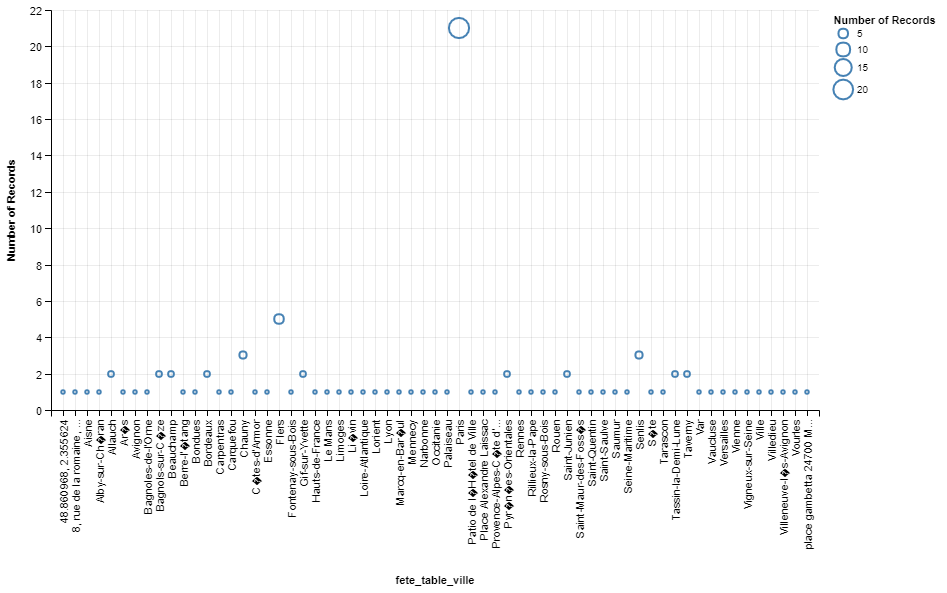 22
20
18
16
14
12
10
8
6
4
2
0
Number of Records
48.860968, 2.355624
8, rue de la romaine, ...
Aisne
Alby-sur-Ch�ran
Allauch
Ar�s
Avignon
Bagnoles-de-l'Orne
Bagnols-sur-C�ze
Beauchamp
Berre-l'�tang
Bondues
Bordeaux
Carpentras
Carquefou
Chauny
C�tes-d'Armor
Essonne
Flers
Fontenay-sous-Bois
Gif-sur-Yvette
Hauts-de-France
Le Mans
Limoges
Li�vin
Loire-Atlantique
Lorient
Lyon
Marcq-en-Bar�ul
Mennecy
Narbonne
Occitanie
Palaiseau
Paris
Patio de l�H�tel de Ville
Place Alexandre Laissac
Provence-Alpes-C�te d'...
Pyr�n�es-Orientales
Rennes
Rillieux-la-Pape
Rosny-sous-Bois
Rouen
Saint-Junien
Saint-Maur-des-Foss�s
Saint-Quentin
Saint-Saulve
Saumur
Seine-Maritime
Senlis
S�te
Tarascon
Tassin-la-Demi-Lune
Taverny
Var
Vaucluse
Versailles
Vienne
Vigneux-sur-Seine
Ville
Villedieu
Villeneuve-l�s-Avignon
Vourles
place gambetta 24700 M...
fete_table_ville
Number of Records
5
10
15
20